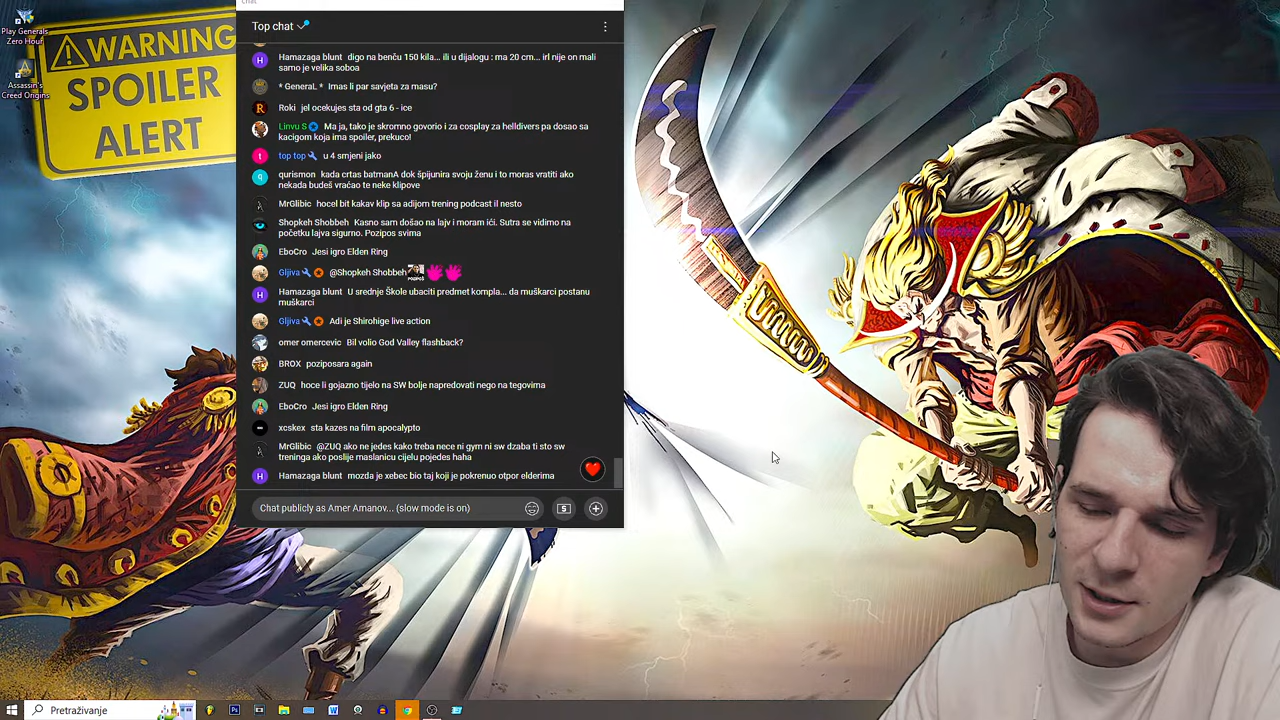 Play Generals
Zero Hour
Assassin's
Creed Origins
WARNING
SPOILER
ALERT
Top chat
Hamazaga blunt digo na benču 150 kila... ili u dijalogu : ma 20 cm... irl nije on mali
samo je velika soboa
* GeneraL * Imas li par savjeta za masu?
Roki jel ocekujes sta od gta 6 - ice
Linvu S Ma ja, tako je skromno govorio i za cosplay za helldivers pa dosao sa
kacigom koja ima spoiler, prekuco!
top top u 4 smjeni jako
qurismon kada crtas batmanA dok špijunira svoju ženu i to moras vratiti ako
nekada budeš vraćao te neke klipove
MrGlibic hocel bit kakav klip sa adijom trening podcast il nesto
Shopkeh Shobbeh Kasno sam došao na lajv i moram ići. Sutra se vidimo na
početku lajva sigurno. Pozipos svima
EboCro Jesi igro Elden Ring
Gljiva @Shopkeh Shobbeh
Hamazaga blunt U srednje Škole ubaciti predmet kompla... da muškarci postanu
muškarci
Gljiva Adi je Shirohige live action
omer omercevic Bil volio God Valley flashback?
BROX poziposara again
ZUQ hoce li gojazno tijelo na SW bolje napredovati nego na tegovima
EboCro Jesi igro Elden Ring
xcskex sta kazes na film apocalypto
MrGlibic @ZUQ ako ne jedes kako treba nece ni gym ni sw dzaba ti sto sw
treninga ako poslije maslanicu cijelu pojedes haha
Hamazaga blunt mozda je xebec bio taj koji je pokrenuo otpor elderima
Chat publicly as Amer Amanov... (slow mode is on)
Pretraživanje